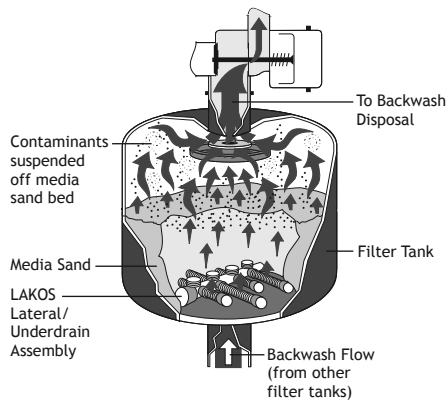 To Backwash
Disposal
Contaminants
suspended
off media
sand bed
Filter Tank
Media Sand
LAKOS
Lateral/
Underdrain
Assembly
Backwash Flow
(from other
filter tanks)